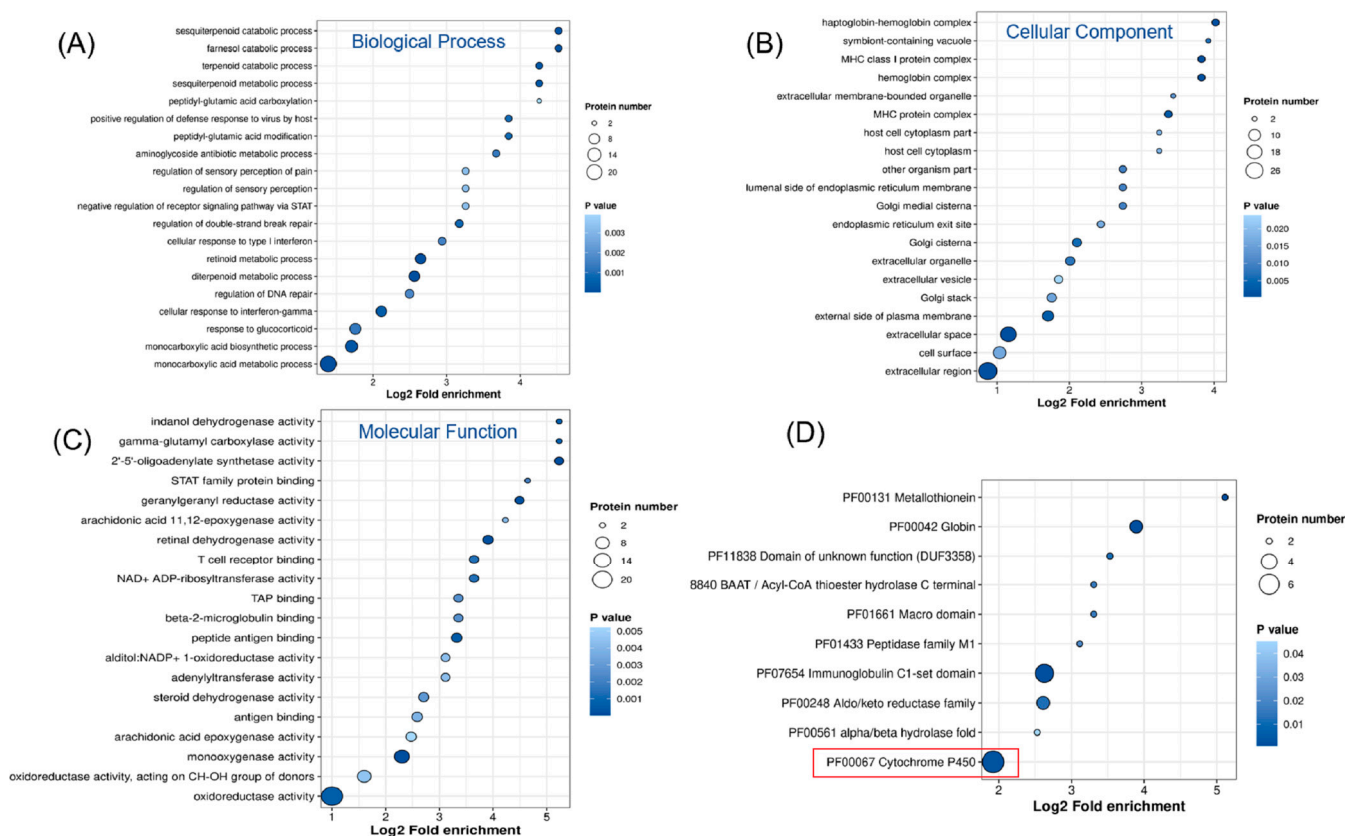 (A)
Biological Process
sesquiterpenoid catabolic process
farnesol catabolic process
terpenoid catabolic process
sesquiterpenoid metabolic process
peptidyl-glutamic acid carboxylation
positive regulation of defense response to virus by host
peptidyl-glutamic acid modification
aminoglycoside antibiotic metabolic process
regulation of sensory perception of pain
regulation of sensory perception
negative regulation of receptor signaling pathway via STAT
regulation of double-strand break repair
cellular response to type I interferon
retinoid metabolic process
diterpenoid metabolic process
regulation of DNA repair
cellular response to interferon-gamma
response to glucocorticoid
monocarboxylic acid biosynthetic process
monocarboxylic acid metabolic process
2 3 4
Log2 Fold enrichment
Protein number
2
8
14
20
P value
0.003
0.002
0.001
(B)
Cellular Component
haptoglobin-hemoglobin complex
symbiont-containing vacuole
MHC class I protein complex
hemoglobin complex
extracellular membrane-bounded organelle
MHC protein complex
host cell cytoplasm part
host cell cytoplasm
other organism part
lumenal side of endoplasmic reticulum membrane
Golgi medial cisterna
endoplasmic reticulum exit site
Golgi cisterna
extracellular organelle
extracellular vesicle
Golgi stack
external side of plasma membrane
extracellular space
cell surface
extracellular region
1 2 3 4
Log2 Fold enrichment
Protein number
2
10
18
26
P value
0.020
0.015
0.010
0.005
(C)
Molecular Function
indanol dehydrogenase activity
gamma-glutamyl carboxylase activity
2'-5'-oligoadenylate synthetase activity
STAT family protein binding
geranylgeranyl reductase activity
arachidonic acid 11,12-epoxygenase activity
retinal dehydrogenase activity
T cell receptor binding
NAD+ ADP-ribosyltransferase activity
TAP binding
beta-2-microglobulin binding
peptide antigen binding
alditol:NADP+ 1-oxidoreductase activity
adenylyltransferase activity
steroid dehydrogenase activity
antigen binding
arachidonic acid epoxygenase activity
monooxygenase activity
oxidoreductase activity, acting on CH-OH group of donors
oxidoreductase activity
1 2 3 4 5
Log2 Fold enrichment
Protein number
2
8
14
20
P value
0.005
0.004
0.003
0.002
0.001
(D)
PF00131 Metallothionein
PF00042 Globin
PF11838 Domain of unknown function (DUF3358)
8840 BAAT / Acyl-CoA thioester hydrolase C terminal
PF01661 Macro domain
PF01433 Peptidase family M1
PF07654 Immunoglobulin C1-set domain
PF00248 Aldo/keto reductase family
PF00561 alpha/beta hydrolase fold
PF00067 Cytochrome P450
2 3 4 5
Log2 Fold enrichment
Protein number
2
4
6
P value
0.04
0.03
0.02
0.01